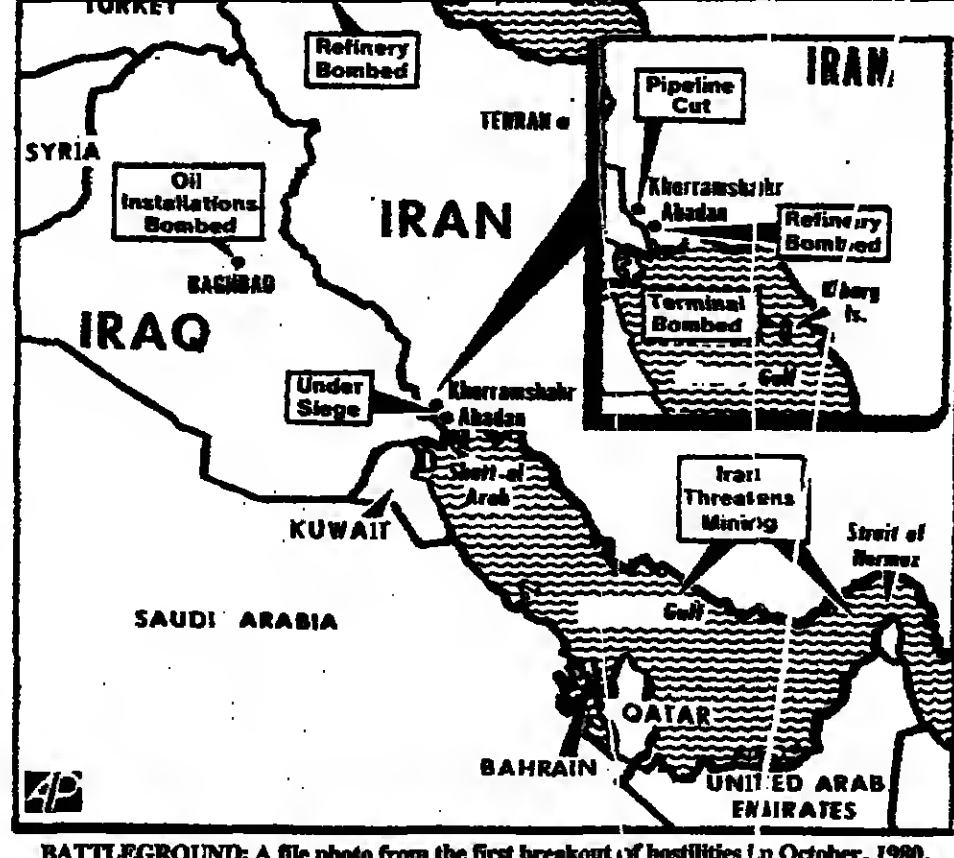 TURKEY
Refinery
Bombed
SYRIA
TEHRAN
Oil
Installations
Bombed
BAGHDAD
IRAN
IRAQ
Under
Siege
Khorramshahr
Abadan
Shatt-al
Arab
KUWAIT
SAUDI ARABIA
IRAN
Pipeline
Cut
Khorramshahr
Abadan
Refinery
Bombed
Terminal
Bombed
Kharg
Is.
Gulf
Iran
Threatens
Mining
Strait of
Hormuz
Gulf
QATAR
BAHRAIN
UNITED ARAB
EMIRATES
AP
BATTLEGROUND: A file photo from the first breakout of hostilities in October, 1980.